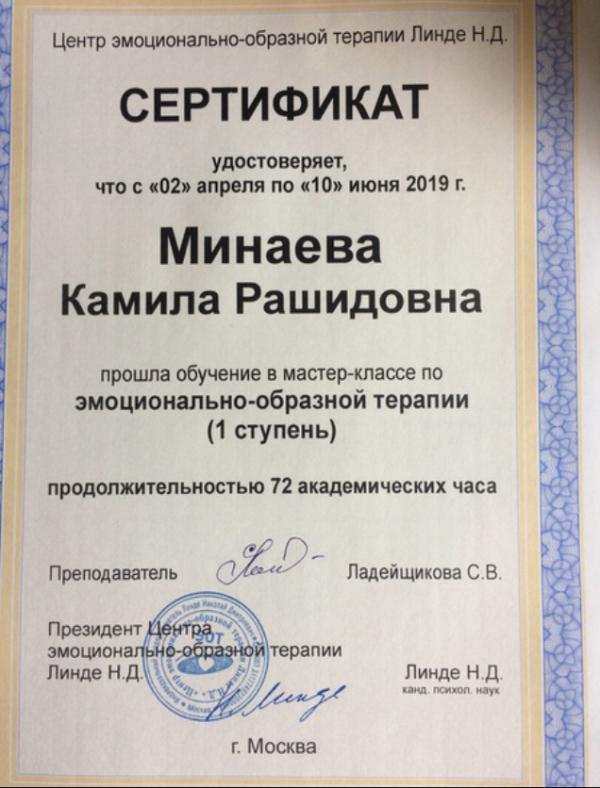 Центр эмоционально-образной терапии Линде Н.Д.
СЕРТИФИКАТ
удостоверяет,
что с «02» апреля по «10» июня 2019 г.
Минаева
Камила Рашидовна
прошла обучение в мастер-классе по
эмоционально-образной терапии
(1 ступень)
продолжительностью 72 академических часа
Преподаватель Ладейщикова С.В.
Президент Центра
эмоционально-образной терапии
Линде Н.Д. Линде Н.Д.
канд. психол. наук
Линде
г. Москва